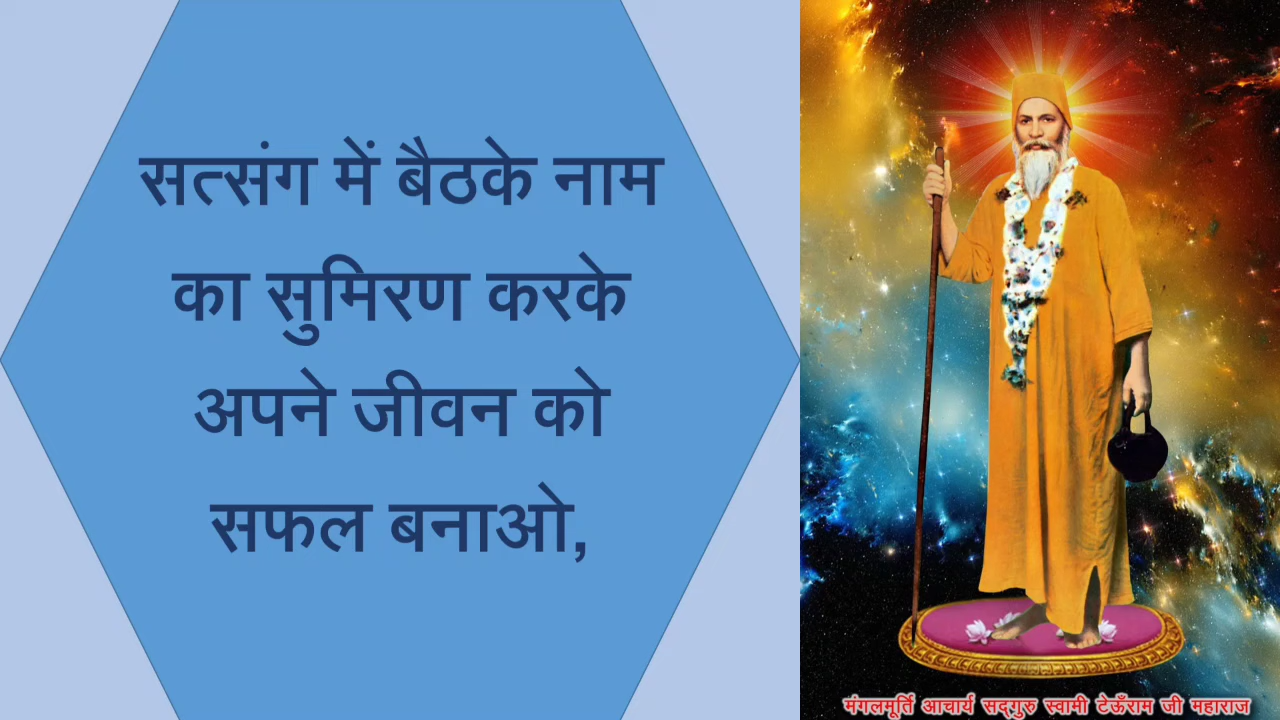 सत्संग में बैठके नाम
का सुमिरण करके
अपने जीवन को
सफल बनाओ,
मंगलमूर्ति आचार्य सद्गुरु स्वामी टेऊँराम जी महाराज